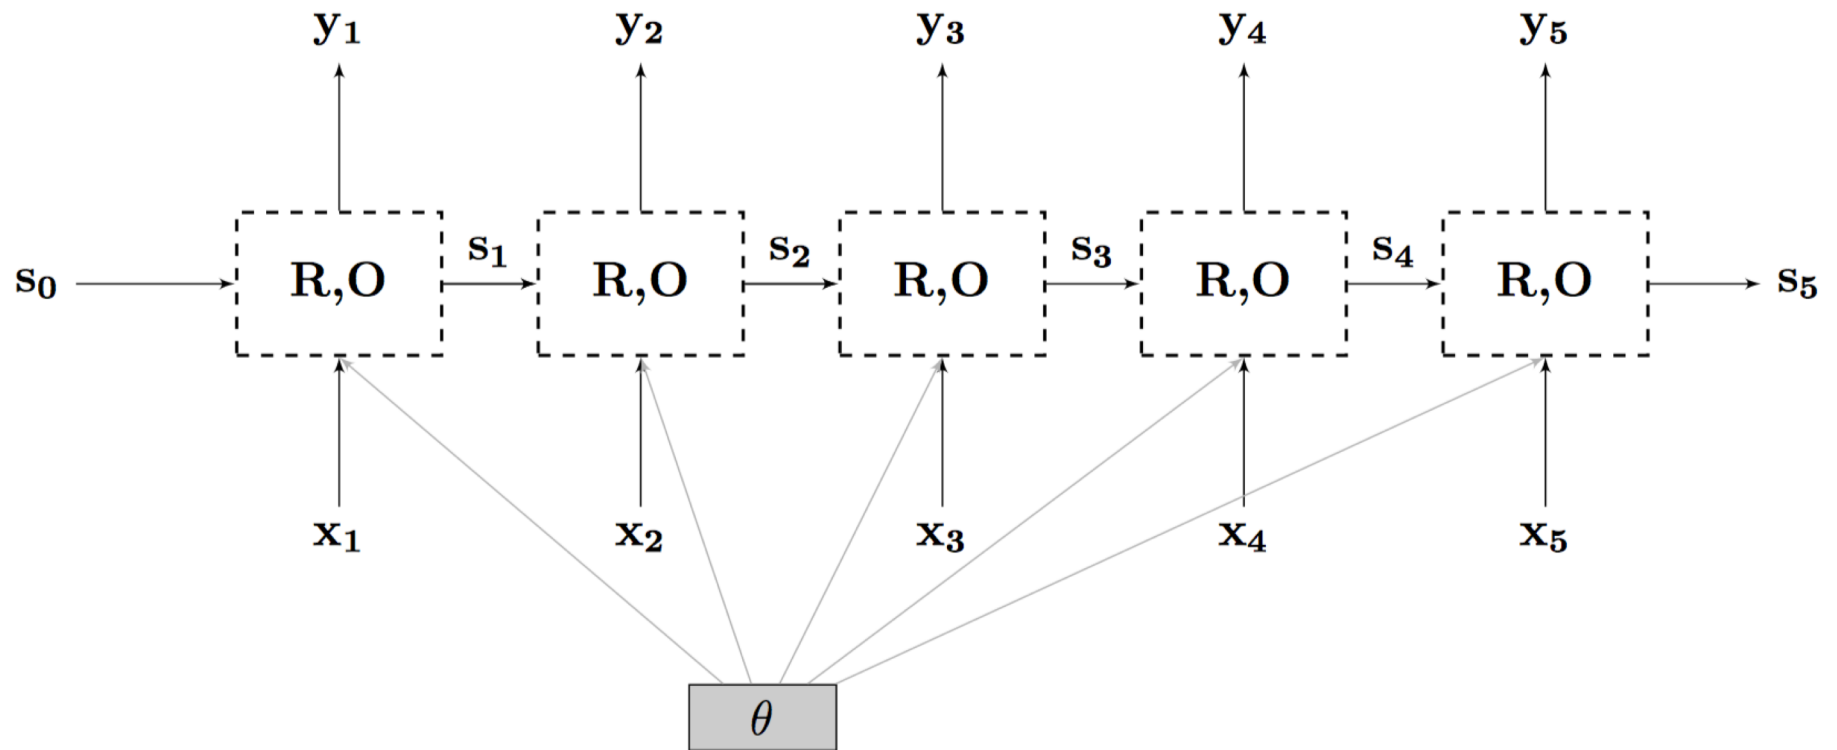 y₁ y₂ y₃ y₄ y₅
s₀ R,O s₁ R,O s₂ R,O s₃ R,O s₄ R,O s₅
x₁ x₂ x₃ x₄ x₅
θ